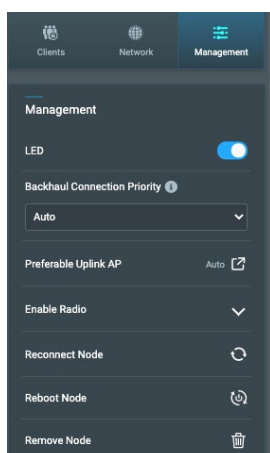 Clients Network Management
Management
LED
Backhaul Connection Priority
Auto
Preferable Uplink AP Auto
Enable Radio
Reconnect Node
Reboot Node
Remove Node